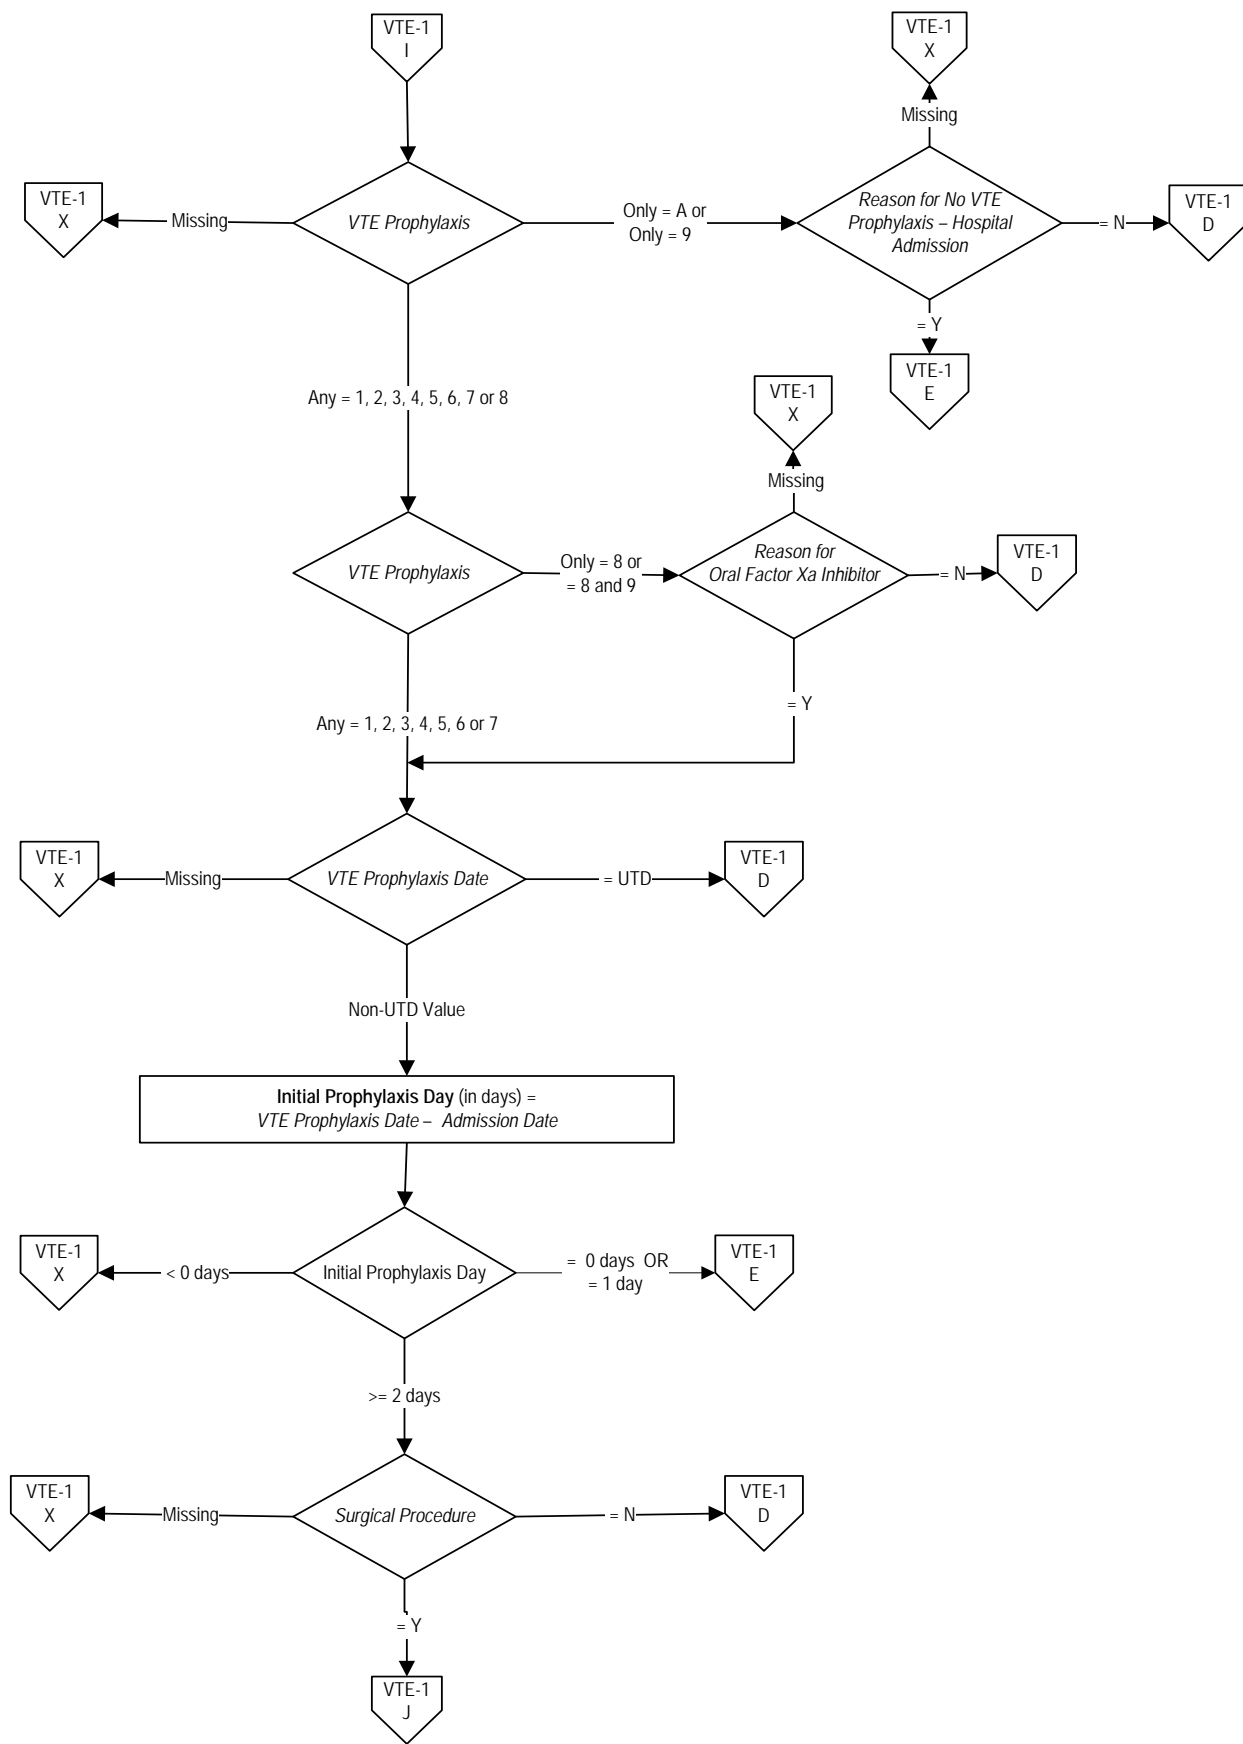 VTE-1
I
VTE-1
X
Missing
VTE-1
X
Missing
VTE Prophylaxis
Only = A or
Only = 9
Reason for No VTE
Prophylaxis – Hospital
Admission
= N
VTE-1
D
= Y
VTE-1
E
Any = 1, 2, 3, 4, 5, 6, 7 or 8
VTE-1
X
Missing
VTE Prophylaxis
Only = 8 or
= 8 and 9
Reason for
Oral Factor Xa Inhibitor
= N
VTE-1
D
= Y
Any = 1, 2, 3, 4, 5, 6 or 7
VTE-1
X
Missing
VTE Prophylaxis Date
= UTD
VTE-1
D
Non-UTD Value
Initial Prophylaxis Day (in days) =
VTE Prophylaxis Date – Admission Date
VTE-1
X
< 0 days
Initial Prophylaxis Day
= 0 days OR
= 1 day
VTE-1
E
>= 2 days
VTE-1
X
Missing
Surgical Procedure
= N
VTE-1
D
= Y
VTE-1
J